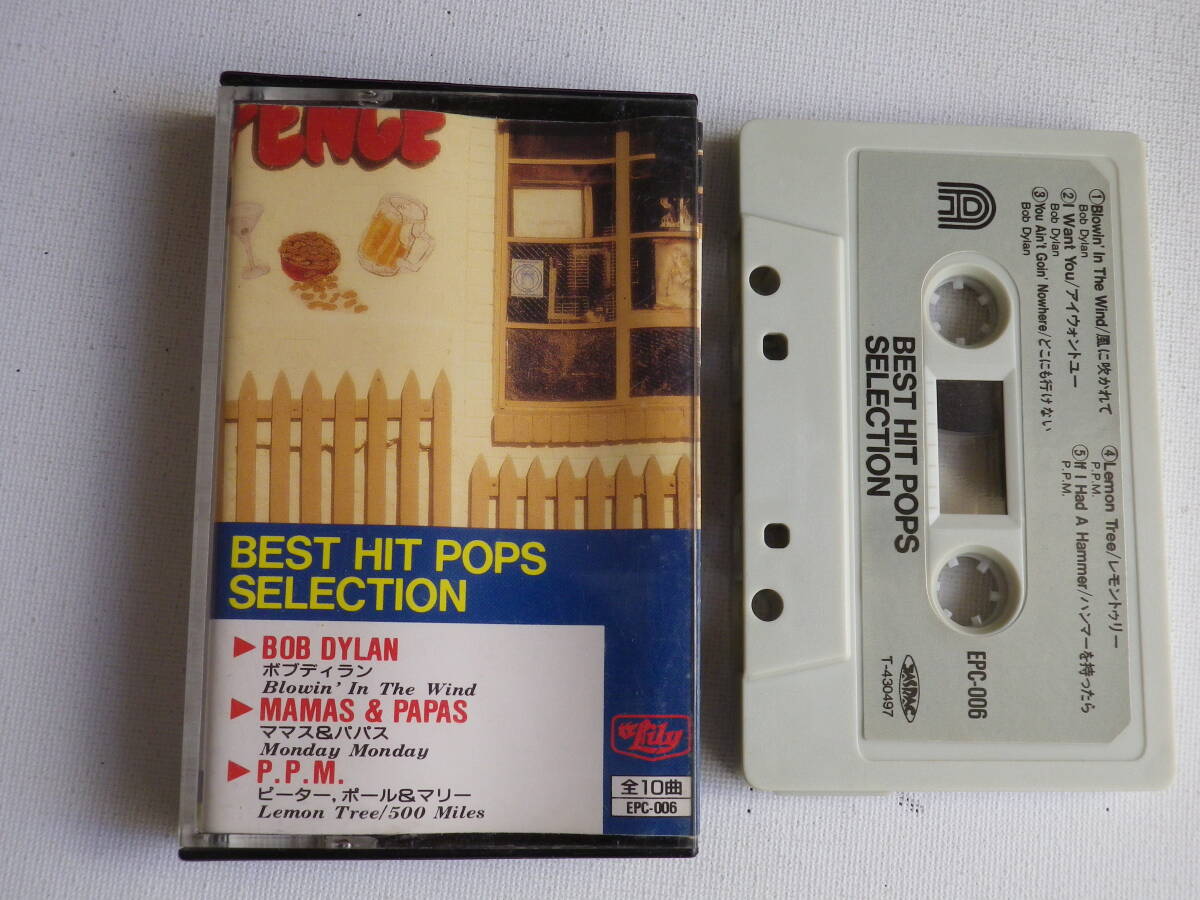 FENCE
BEST HIT POPS
SELECTION
BOB DYLAN
ボブディラン
Blowin' In The Wind
MAMAS & PAPAS
ママス&パパス
Monday Monday
P.P.M.
ピーター,ポール&マリー
Lemon Tree/500 Miles
Lily
全10曲
EPC-006
①Blowin' In The Wind/風に吹かれて
Bob Dylan
②I Want You/アイウォントユー
Bob Dylan
③You Ain't Goin' Nowhere/どこにも行けない
Bob Dylan
④Lemon Tree/レモントゥリー
P.P.M.
⑤If I Had A Hammer/ハンマーを持ったら
P.P.M.
BEST HIT POPS
SELECTION
EPC-006
JASRAC
T-430497